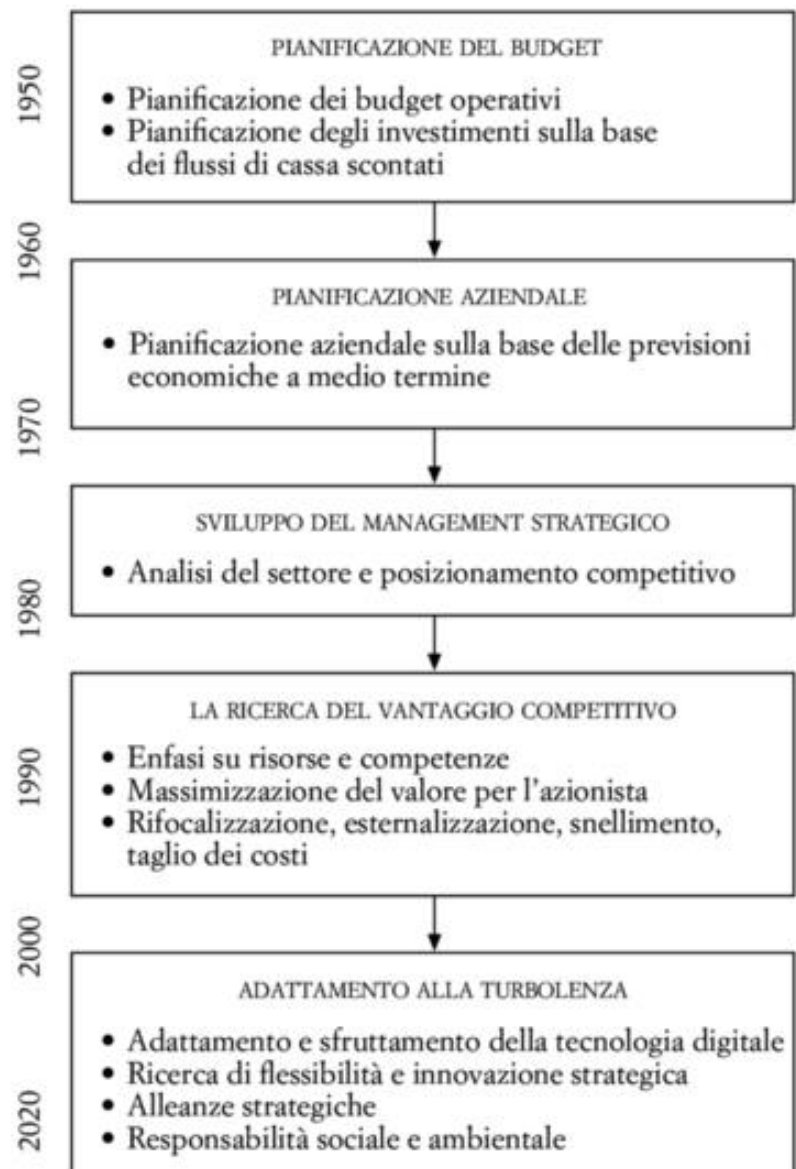 1950
PIANIFICAZIONE DEL BUDGET
• Pianificazione dei budget operativi
• Pianificazione degli investimenti sulla base
dei flussi di cassa scontati
1960
PIANIFICAZIONE AZIENDALE
• Pianificazione aziendale sulla base delle previsioni
economiche a medio termine
1970
SVILUPPO DEL MANAGEMENT STRATEGICO
• Analisi del settore e posizionamento competitivo
1980
LA RICERCA DEL VANTAGGIO COMPETITIVO
• Enfasi su risorse e competenze
• Massimizzazione del valore per l'azionista
• Rifocalizzazione, esternalizzazione, snellimento,
taglio dei costi
1990
2000
ADATTAMENTO ALLA TURBOLENZA
• Adattamento e sfruttamento della tecnologia digitale
• Ricerca di flessibilità e innovazione strategica
• Alleanze strategiche
• Responsabilità sociale e ambientale
2020